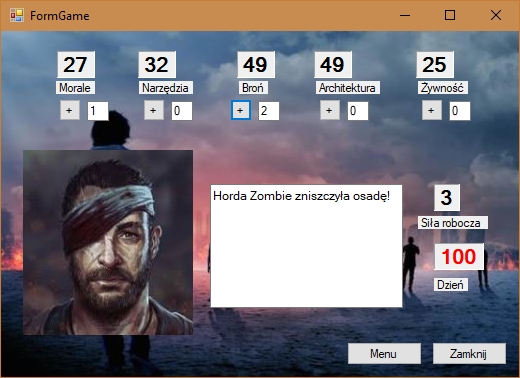 FormGame
27 32 49 49 25
Morale Narzędzia Broń Architektura Żywność
+ 1 + 0 + 2 + 0 + 0
Horda Zombie zniszczyła osadę!
3
Siła robocza
100
Dzień
Menu Zamknij